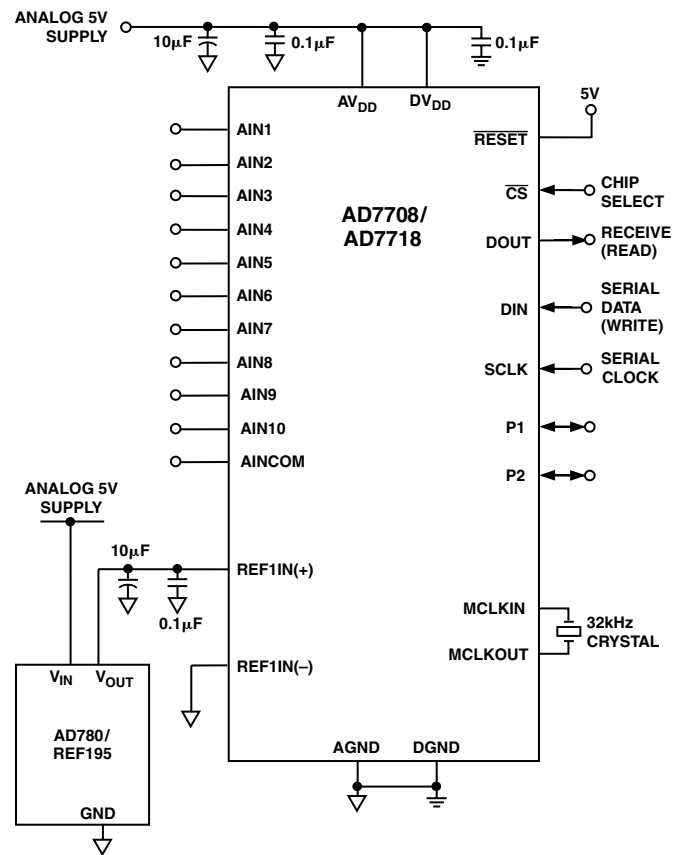 ANALOG 5V
SUPPLY
10μF
0.1μF
0.1μF
AVDD
DVDD
5V
RESET
AIN1
AIN2
AIN3
AIN4
AIN5
AIN6
AIN7
AIN8
AIN9
AIN10
AINCOM
AD7708/
AD7718
CS
CHIP
SELECT
DOUT
RECEIVE
(READ)
DIN
SERIAL
DATA
(WRITE)
SCLK
SERIAL
CLOCK
P1
P2
ANALOG 5V
SUPPLY
10μF
0.1μF
REF1IN(+)
REF1IN(–)
MCLKIN
MCLKOUT
32kHz
CRYSTAL
VIN
VOUT
AD780/
REF195
GND
AGND
DGND